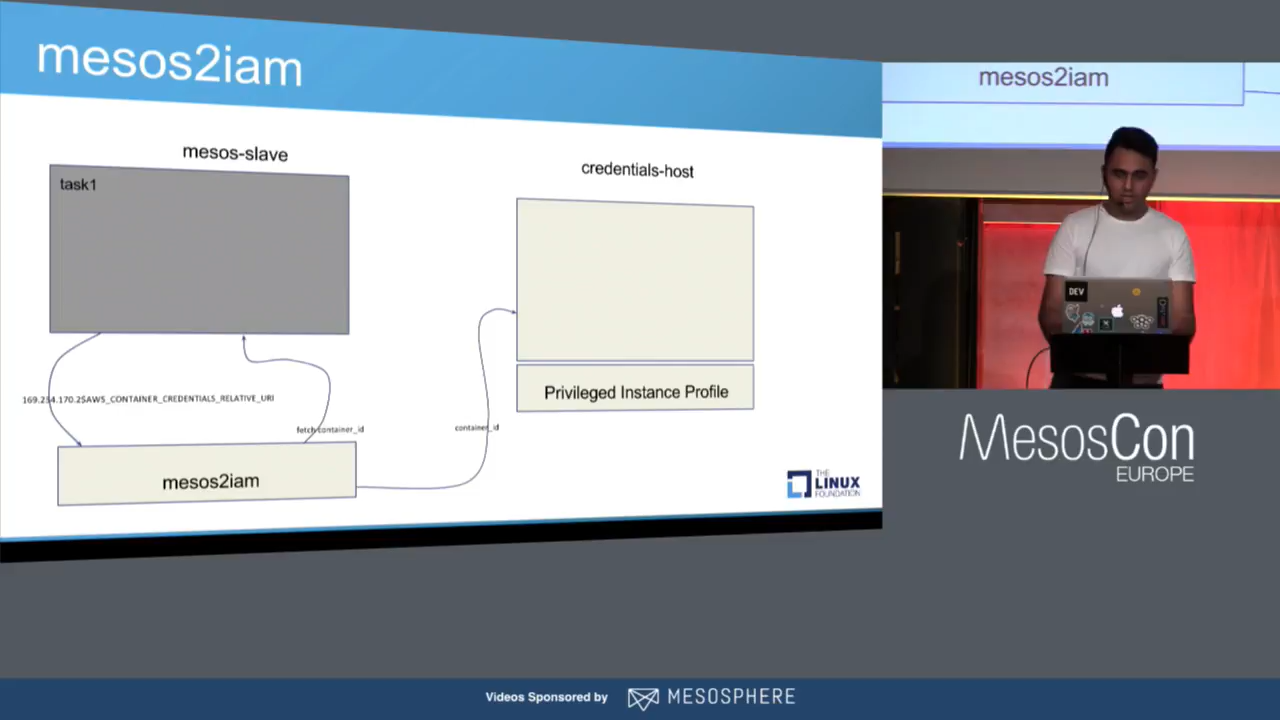 mesos2iam
mesos-slave
task1
credentials-host
Privileged Instance Profile
169.254.170.2$AWS_CONTAINER_CREDENTIALS_RELATIVE_URI
fetch container_id
container_id
mesos2iam
THE
LINUX
FOUNDATION
mesos2iam
DEV
MesosCon
EUROPE
Videos Sponsored by
MESOSPHERE